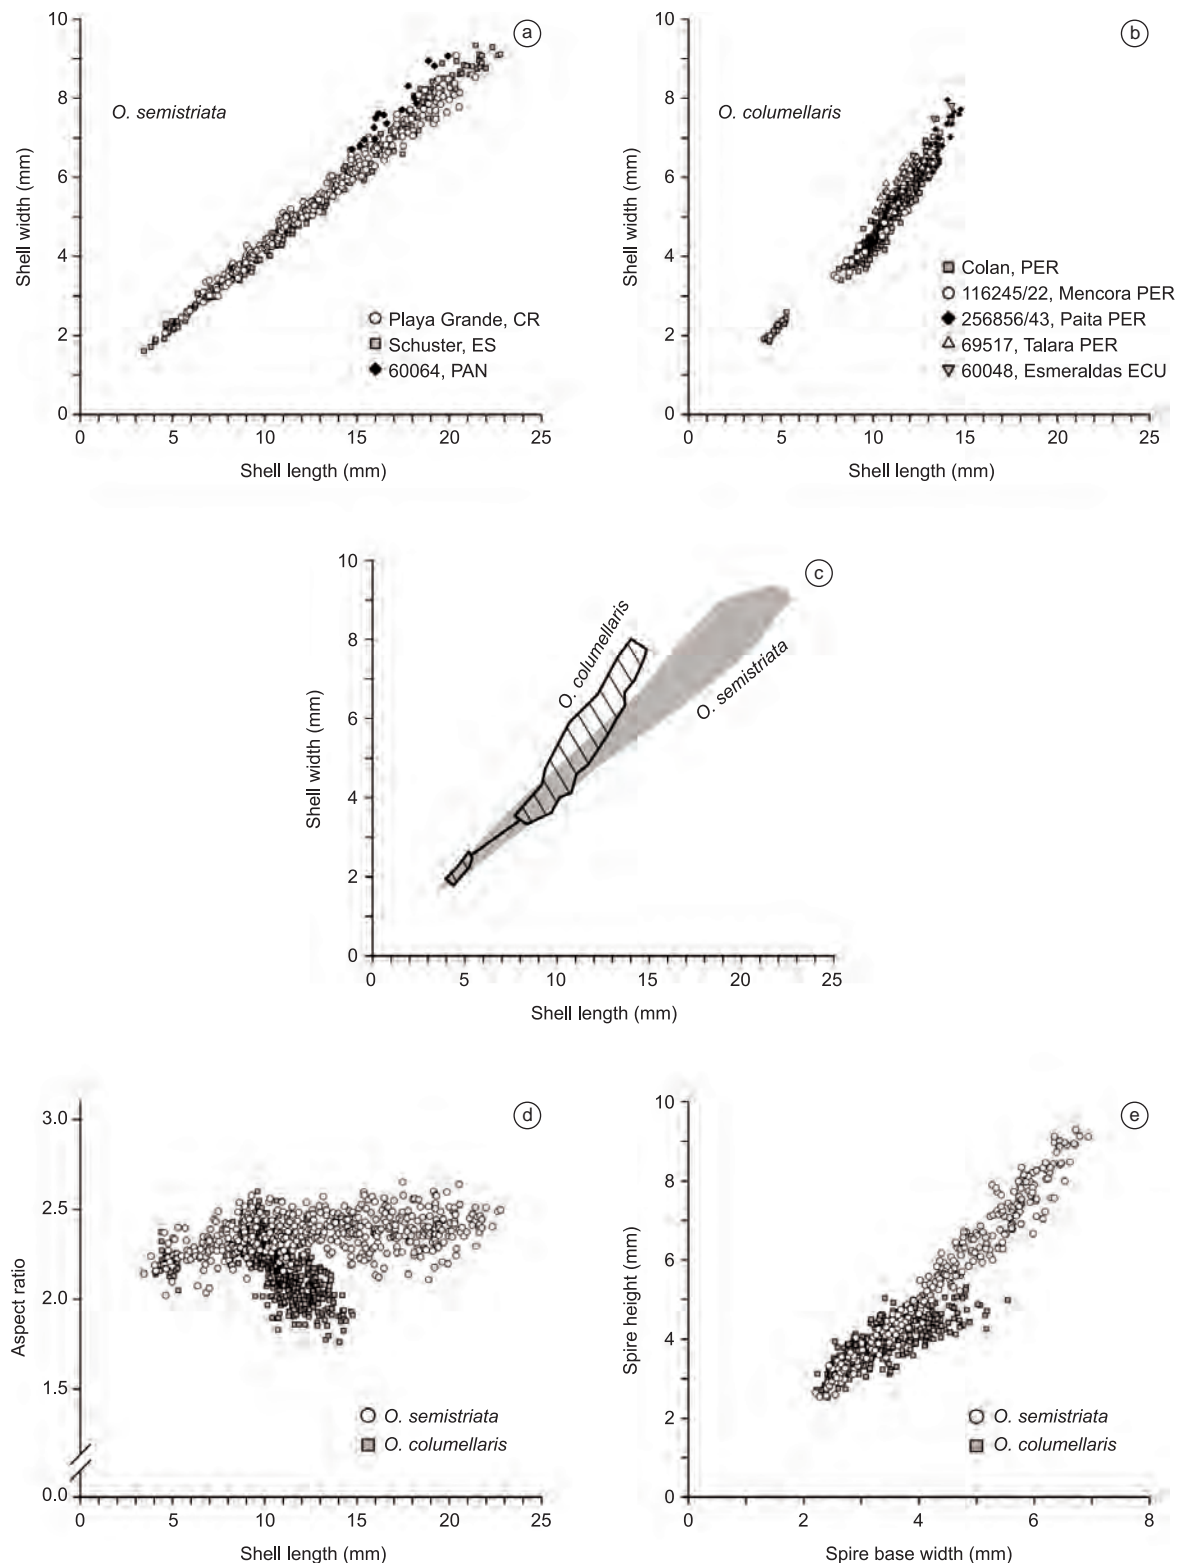 10
8
6
4
2
0
Shell width (mm)
a
O. semistriata
Playa Grande, CR
Schuster, ES
60064, PAN
0 5 10 15 20 25
Shell length (mm)
10
8
6
4
2
0
Shell width (mm)
b
O. columellaris
Colan, PER
116245/22, Mencora PER
256856/43, Paita PER
69517, Talara PER
60048, Esmeraldas ECU
0 5 10 15 20 25
Shell length (mm)
10
8
6
4
2
0
Shell width (mm)
c
O. columellaris
O. semistriata
0 5 10 15 20 25
Shell length (mm)
3.0
2.5
2.0
1.5
0.0
Aspect ratio
d
O. semistriata
O. columellaris
0 5 10 15 20 25
Shell length (mm)
10
8
6
4
2
0
Spire height (mm)
e
O. semistriata
O. columellaris
0 2 4 6 8
Spire base width (mm)